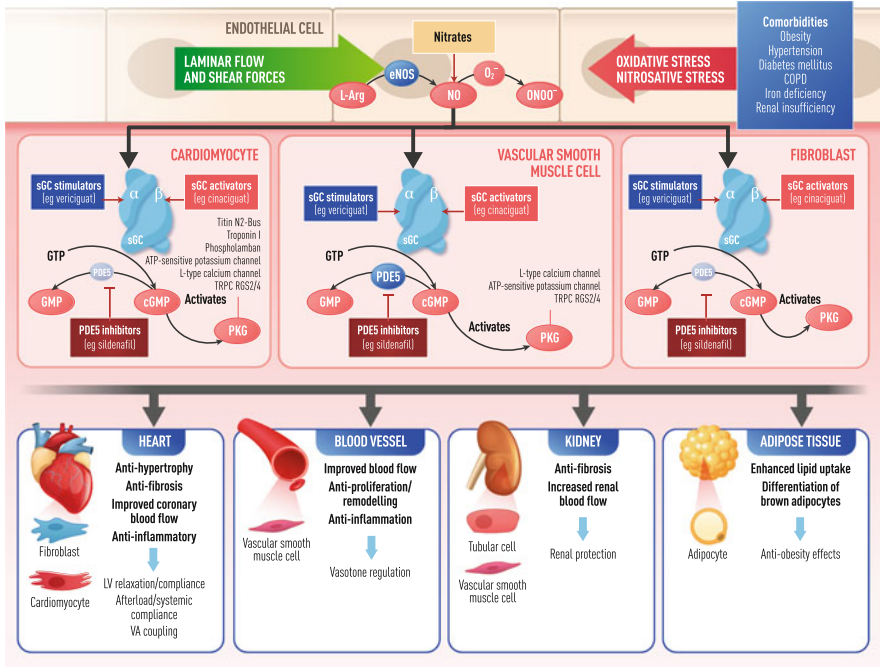 ENDOTHELIAL CELL
Nitrates
LAMINAR FLOW
AND SHEAR FORCES
eNOS
O₂⁻
L-Arg
NO
ONOO⁻
OXIDATIVE STRESS
NITROSATIVE STRESS
Comorbidities
Obesity
Hypertension
Diabetes mellitus
COPD
Iron deficiency
Renal insufficiency
CARDIOMYOCYTE
sGC stimulators
(eg vericiguat)
α
β
sGC activators
(eg cinaciguat)
sGC
Titin N2-Bus
Troponin I
Phospholamban
ATP-sensitive potassium channel
L-type calcium channel
TRPC RGS2/4
GTP
PDE5
GMP
cGMP
Activates
PKG
PDE5 inhibitors
(eg sildenafil)
VASCULAR SMOOTH
MUSCLE CELL
sGC stimulators
(eg vericiguat)
α
β
sGC activators
(eg cinaciguat)
sGC
GTP
L-type calcium channel
ATP-sensitive potassium channel
TRPC RGS2/4
PDE5
GMP
cGMP
Activates
PKG
PDE5 inhibitors
(eg sildenafil)
FIBROBLAST
sGC stimulators
(eg vericiguat)
α
β
sGC activators
(eg cinaciguat)
sGC
GTP
PDE5
GMP
cGMP
Activates
PKG
PDE5 inhibitors
(eg sildenafil)
HEART
Anti-hypertrophy
Anti-fibrosis
Improved coronary
blood flow
Anti-inflammatory
Fibroblast
Cardiomyocyte
LV relaxation/compliance
Afterload/systemic
compliance
VA coupling
BLOOD VESSEL
Improved blood flow
Anti-proliferation/
remodelling
Anti-inflammation
Vascular smooth
muscle cell
Vasotone regulation
KIDNEY
Anti-fibrosis
Increased renal
blood flow
Tubular cell
Vascular smooth
muscle cell
Renal protection
ADIPOSE TISSUE
Enhanced lipid uptake
Differentiation of
brown adipocytes
Adipocyte
Anti-obesity effects